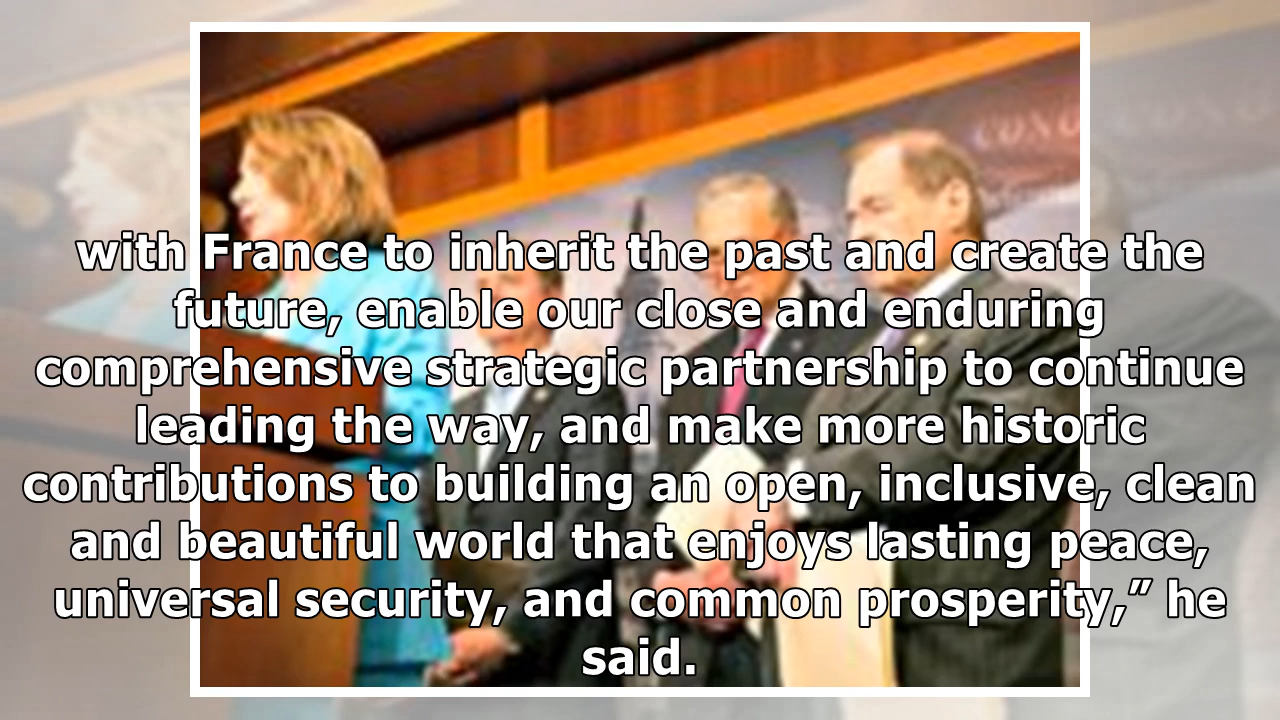 CONG
CONG
with France to inherit the past and create the
future, enable our close and enduring
comprehensive strategic partnership to continue
leading the way, and make more historic
contributions to building an open, inclusive, clean
and beautiful world that enjoys lasting peace,
universal security, and common prosperity,” he
said.